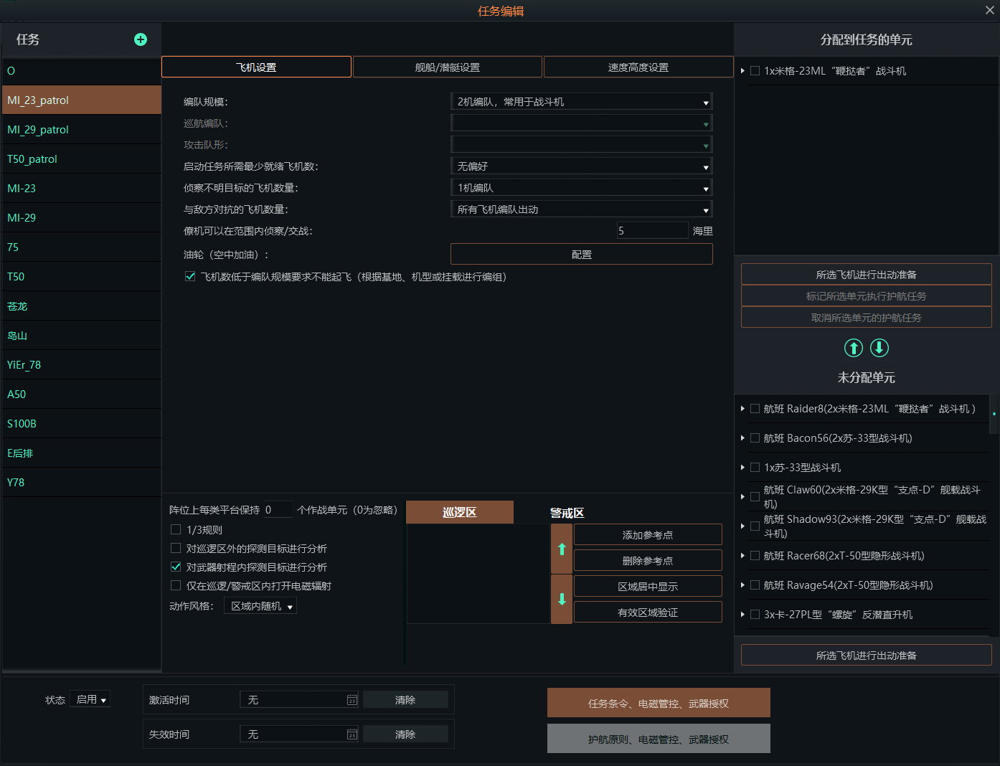 任务编辑
任务
O
MI_23_patrol
MI_29_patrol
T50_patrol
MI-23
MI-29
75
T50
苍龙
岛山
YiEr_78
A50
S100B
E后排
Y78
飞机设置
舰船/潜艇设置
速度高度设置
编队规模：
2机编队，常用于战斗机
巡航编队：
攻击队形：
启动任务所需最少就绪飞机数：
无偏好
侦察不明目标的飞机数量：
1机编队
与敌方对抗的飞机数量：
所有飞机编队出动
僚机可以在范围内侦察/交战：
5
海里
油轮（空中加油）：
配置
飞机数低于编队规模要求不能起飞（根据基地、机型或挂载进行编组）
阵位上每类平台保持 0 个作战单元（0为忽略）
1/3规则
对巡逻区外的探测目标进行分析
对武器射程内探测目标进行分析
仅在巡逻/警戒区内打开电磁辐射
动作风格：
区域内随机
巡逻区
警戒区
添加参考点
删除参考点
区域居中显示
有效区域验证
分配到任务的单元
1x米格-23ML“鞭挞者”战斗机
所选飞机进行出动准备
标记所选单元执行护航任务
取消所选单元的护航任务
未分配单元
航班 Raider8(2x米格-23ML“鞭挞者”战斗机 )
航班 Bacon56(2x苏-33型战斗机)
1x苏-33型战斗机
航班 Claw60(2x米格-29K型“支点-D”舰载战斗
机)
航班 Shadow93(2x米格-29K型“支点-D”舰载战
斗机)
航班 Racer68(2xT-50型隐形战斗机)
航班 Ravage54(2xT-50型隐形战斗机)
3x卡-27PL型“螺旋”反潜直升机
所选飞机进行出动准备
状态
启用
激活时间
无
25
清除
失效时间
无
25
清除
任务条令、电磁管控、武器授权
护航原则、电磁管控、武器授权